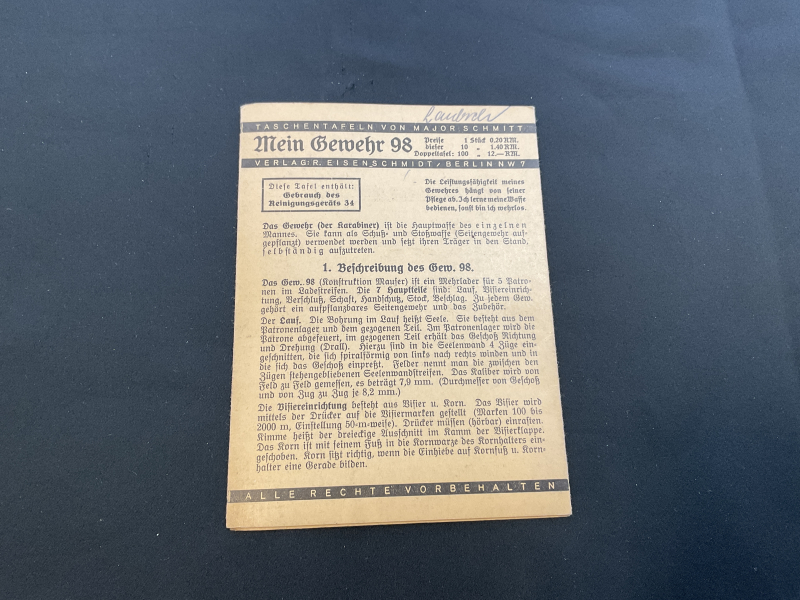 TASCHENTAFELN VON MAJOR SCHMITT
Mein Gewehr 98
Preise 1 Stück 0.20 RM.
dieser 10 „ 1.40 RM.
Doppeltafel: 100 „ 12.— RM.
VERLAG R. EISENSCHMIDT / BERLIN NW 7
Diese Tafel enthält:
Gebrauch des
Reinigungsgeräts 34
Die Leistungsfähigkeit meines
Gewehres hängt von seiner
Pflege ab. Ich lerne meine Waffe
bedienen, sonst bin ich wehrlos.
Das Gewehr (der Karabiner) ist die Hauptwaffe des einzelnen
Mannes. Sie kann als Schuß- und Stoßwaffe (Seitengewehr auf-
gepflanzt) verwendet werden und setzt ihren Träger in den Stand,
selbständig aufzutreten.
1. Beschreibung des Gew. 98.
Das Gew. 98 (Konstruktion Mauser) ist ein Mehrlader für 5 Patro-
nen im Ladestreifen. Die 7 Hauptteile sind: Lauf, Visiereinrich-
tung, Verschluß, Schaft, Handschutz, Stock, Beschlag. Zu jedem Gew.
gehört ein aufpflanzbares Seitengewehr und das Zubehör.
Der Lauf. Die Bohrung im Lauf heißt Seele. Sie besteht aus dem
Patronenlager und dem gezogenen Teil. Im Patronenlager wird die
Patrone abgefeuert, im gezogenen Teil erhält das Geschoß Richtung
und Drehung (Drall). Hierzu sind in die Seelenwand 4 Züge ein-
geschnitten, die sich spiralförmig von links nach rechts winden und in
die sich das Geschoß einpreßt. Felder nennt man die zwischen den
Zügen stehengebliebenen Seelenwandstreifen. Das Kaliber wird von
Feld zu Feld gemessen, es beträgt 7,9 mm. (Durchmesser von Geschoß
und von Zug zu Zug je 8,2 mm.)
Die Visiereinrichtung besteht aus Visier u. Korn. Das Visier wird
mittels der Drücker auf die Visiermarken gestellt (Marken 100 bis
2000 m, Einstellung 50-m-weise). Drücker müssen (hörbar) einrasten.
Kimme heißt der dreieckige Ausschnitt im Kamm der Visierklappe.
Das Korn ist mit seinem Fuß in die Kornwarze des Kornhalters ein-
geschoben. Korn sitzt richtig, wenn die Einhiebe auf Kornfuß u. Korn-
halter eine Gerade bilden.
ALLE RECHTE VORBEHALTEN